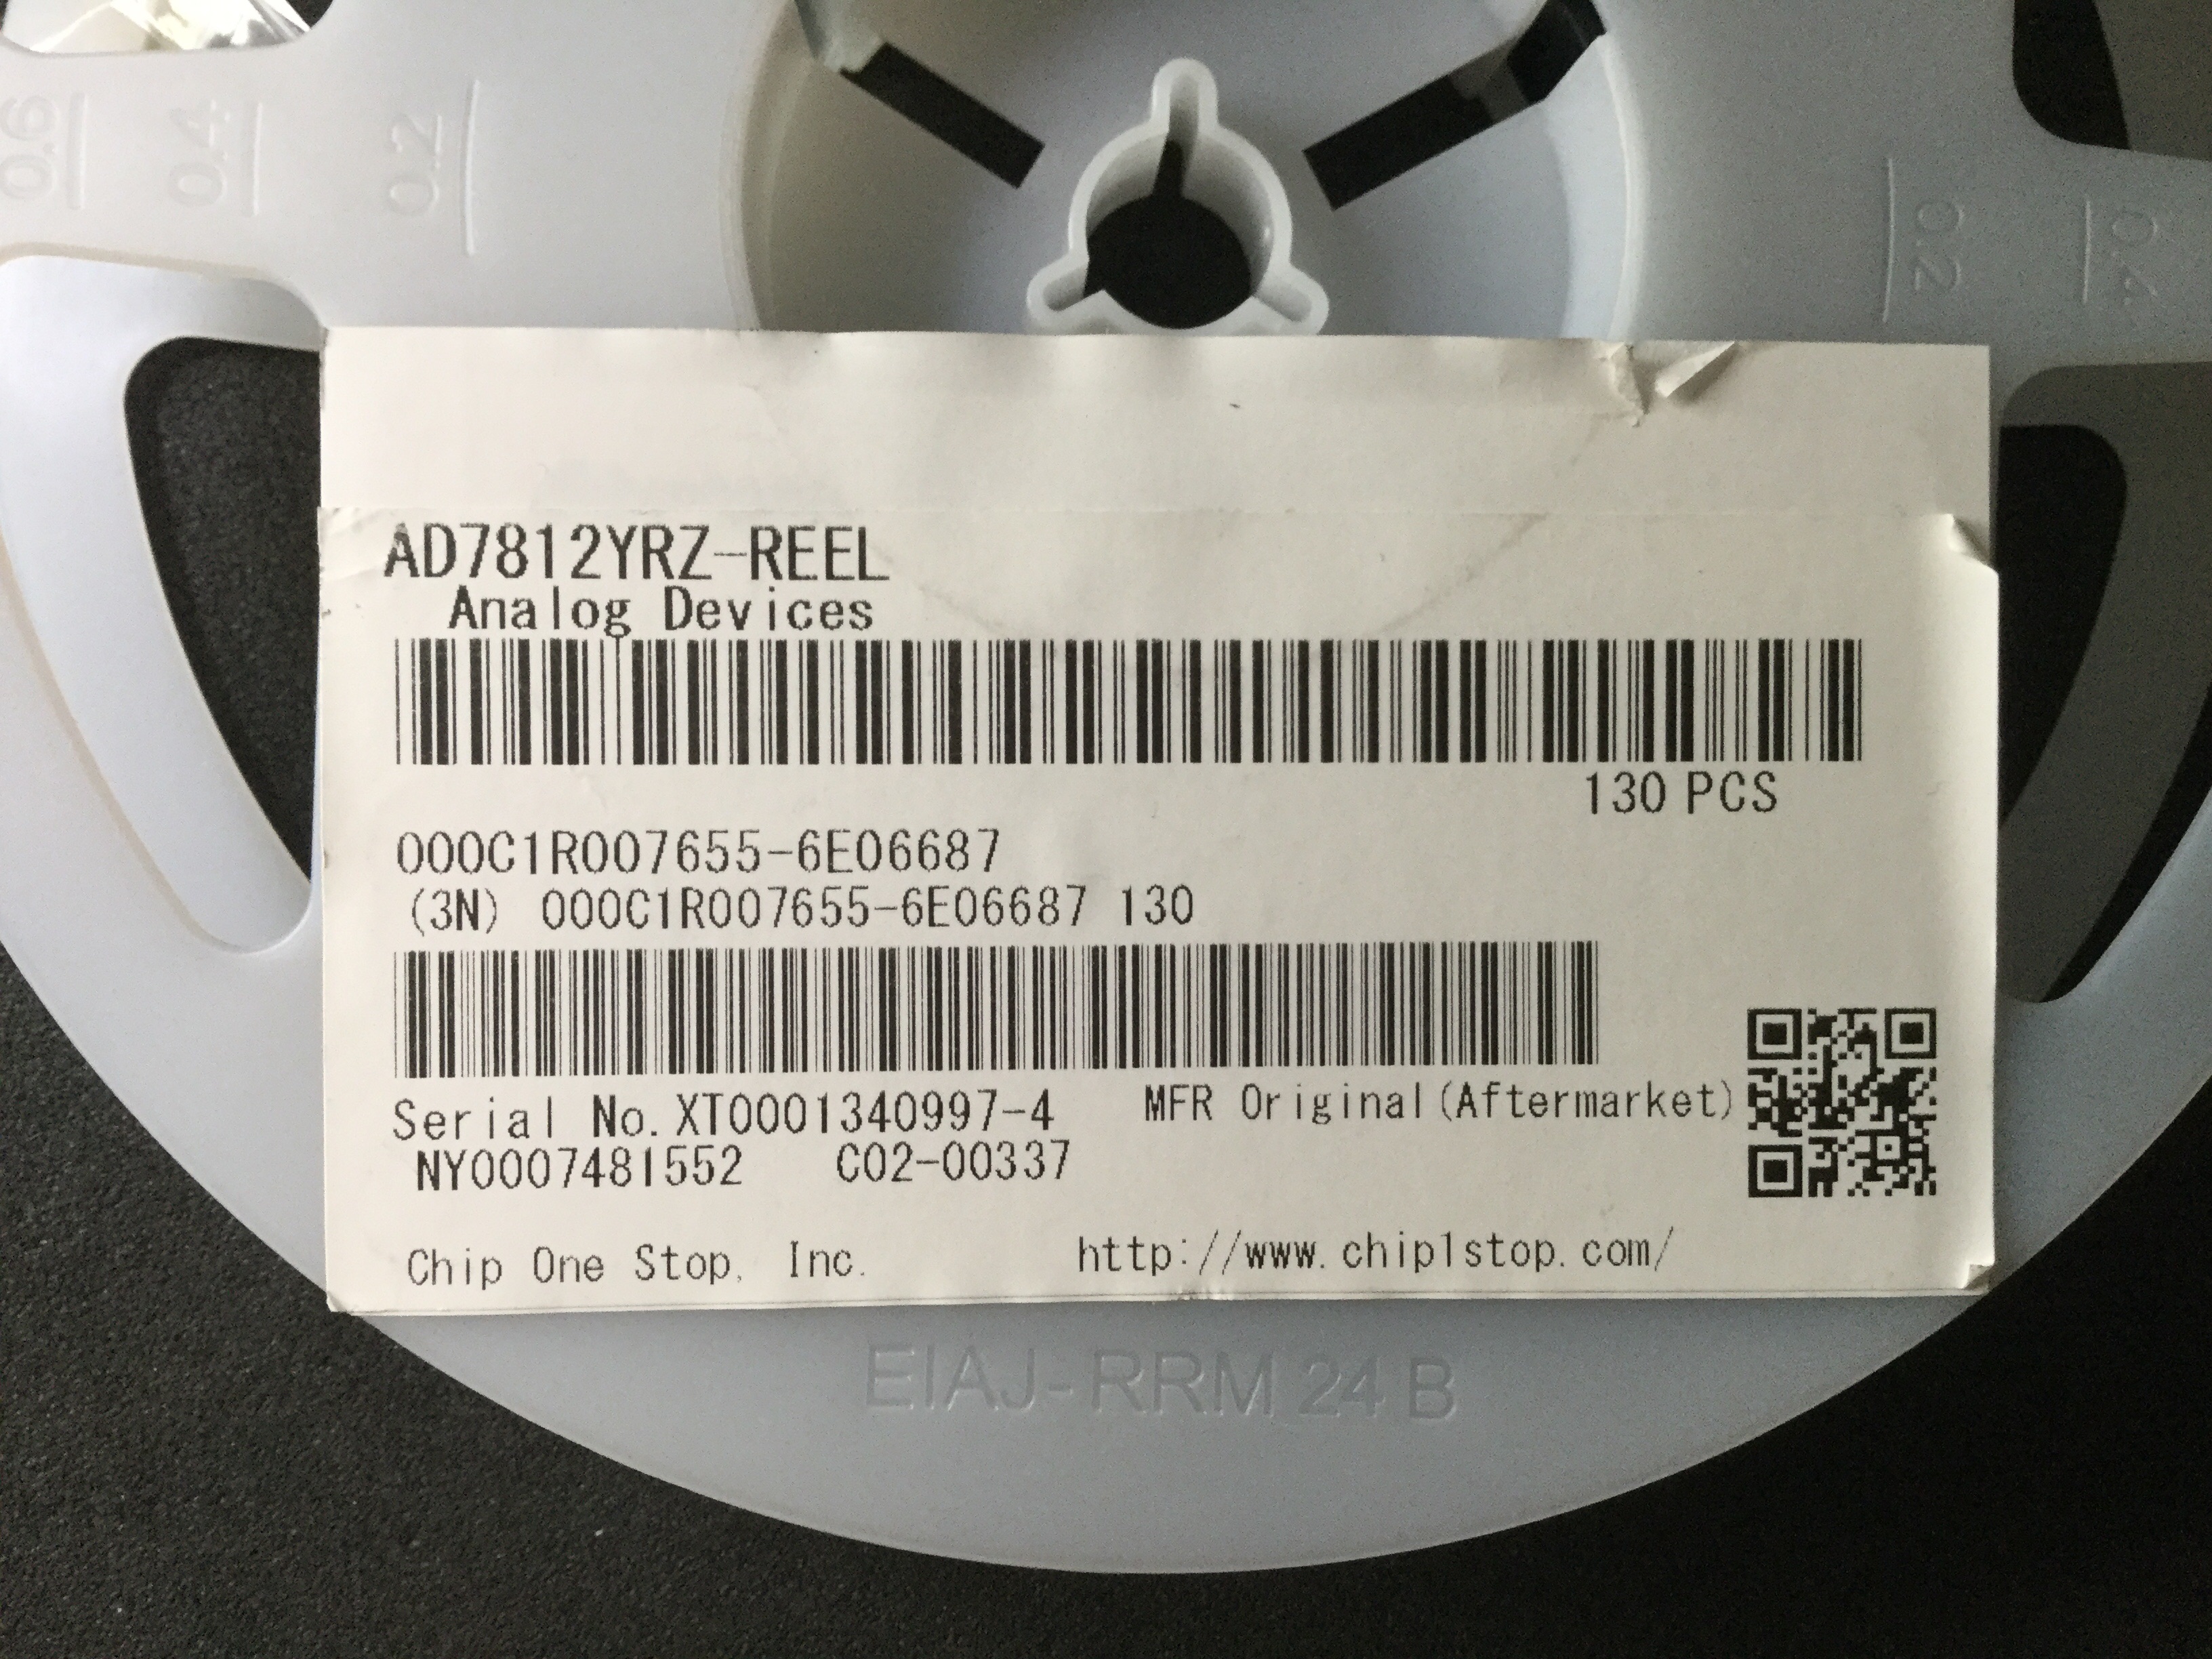 0.6 0.4 0.2
0.2 0.4
AD7812YRZ-REEL
Analog Devices
130 PCS
000C1R007655-6E06687
(3N) 000C1R007655-6E06687 130
Serial No.XT0001340997-4 MFR Original(Aftermarket)
NY0007481552 C02-00337
Chip One Stop, Inc. http://www.chip1stop.com/
EIAJ-RRM 24 B